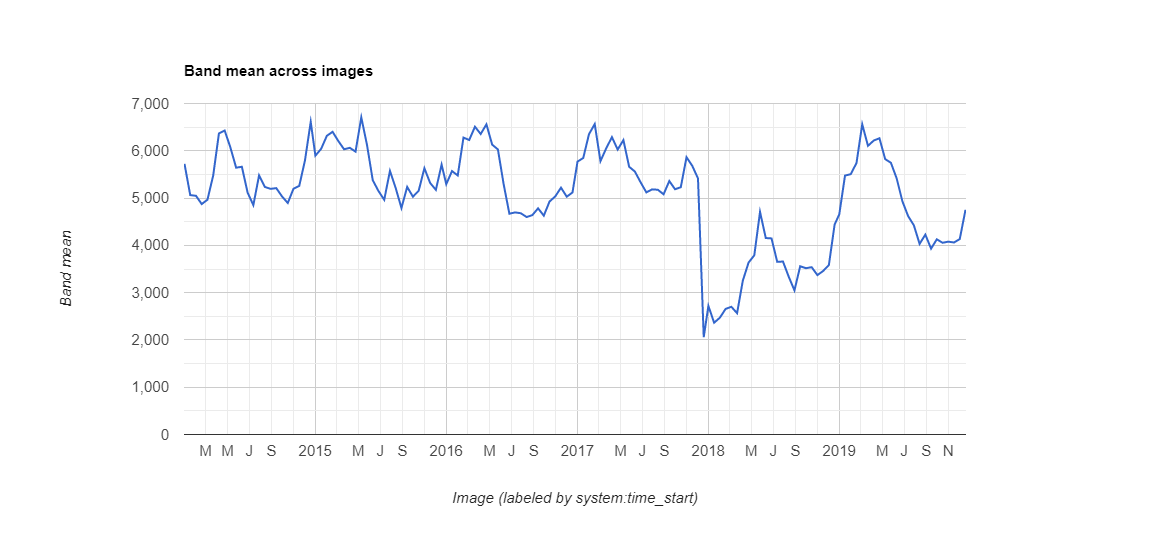 Band mean across images
7,000
6,000
5,000
4,000
3,000
2,000
1,000
0
Band mean
M M J S 2015 M J S 2016 M J S 2017 M J S 2018 M J S 2019 M J S N
Image (labeled by system:time_start)